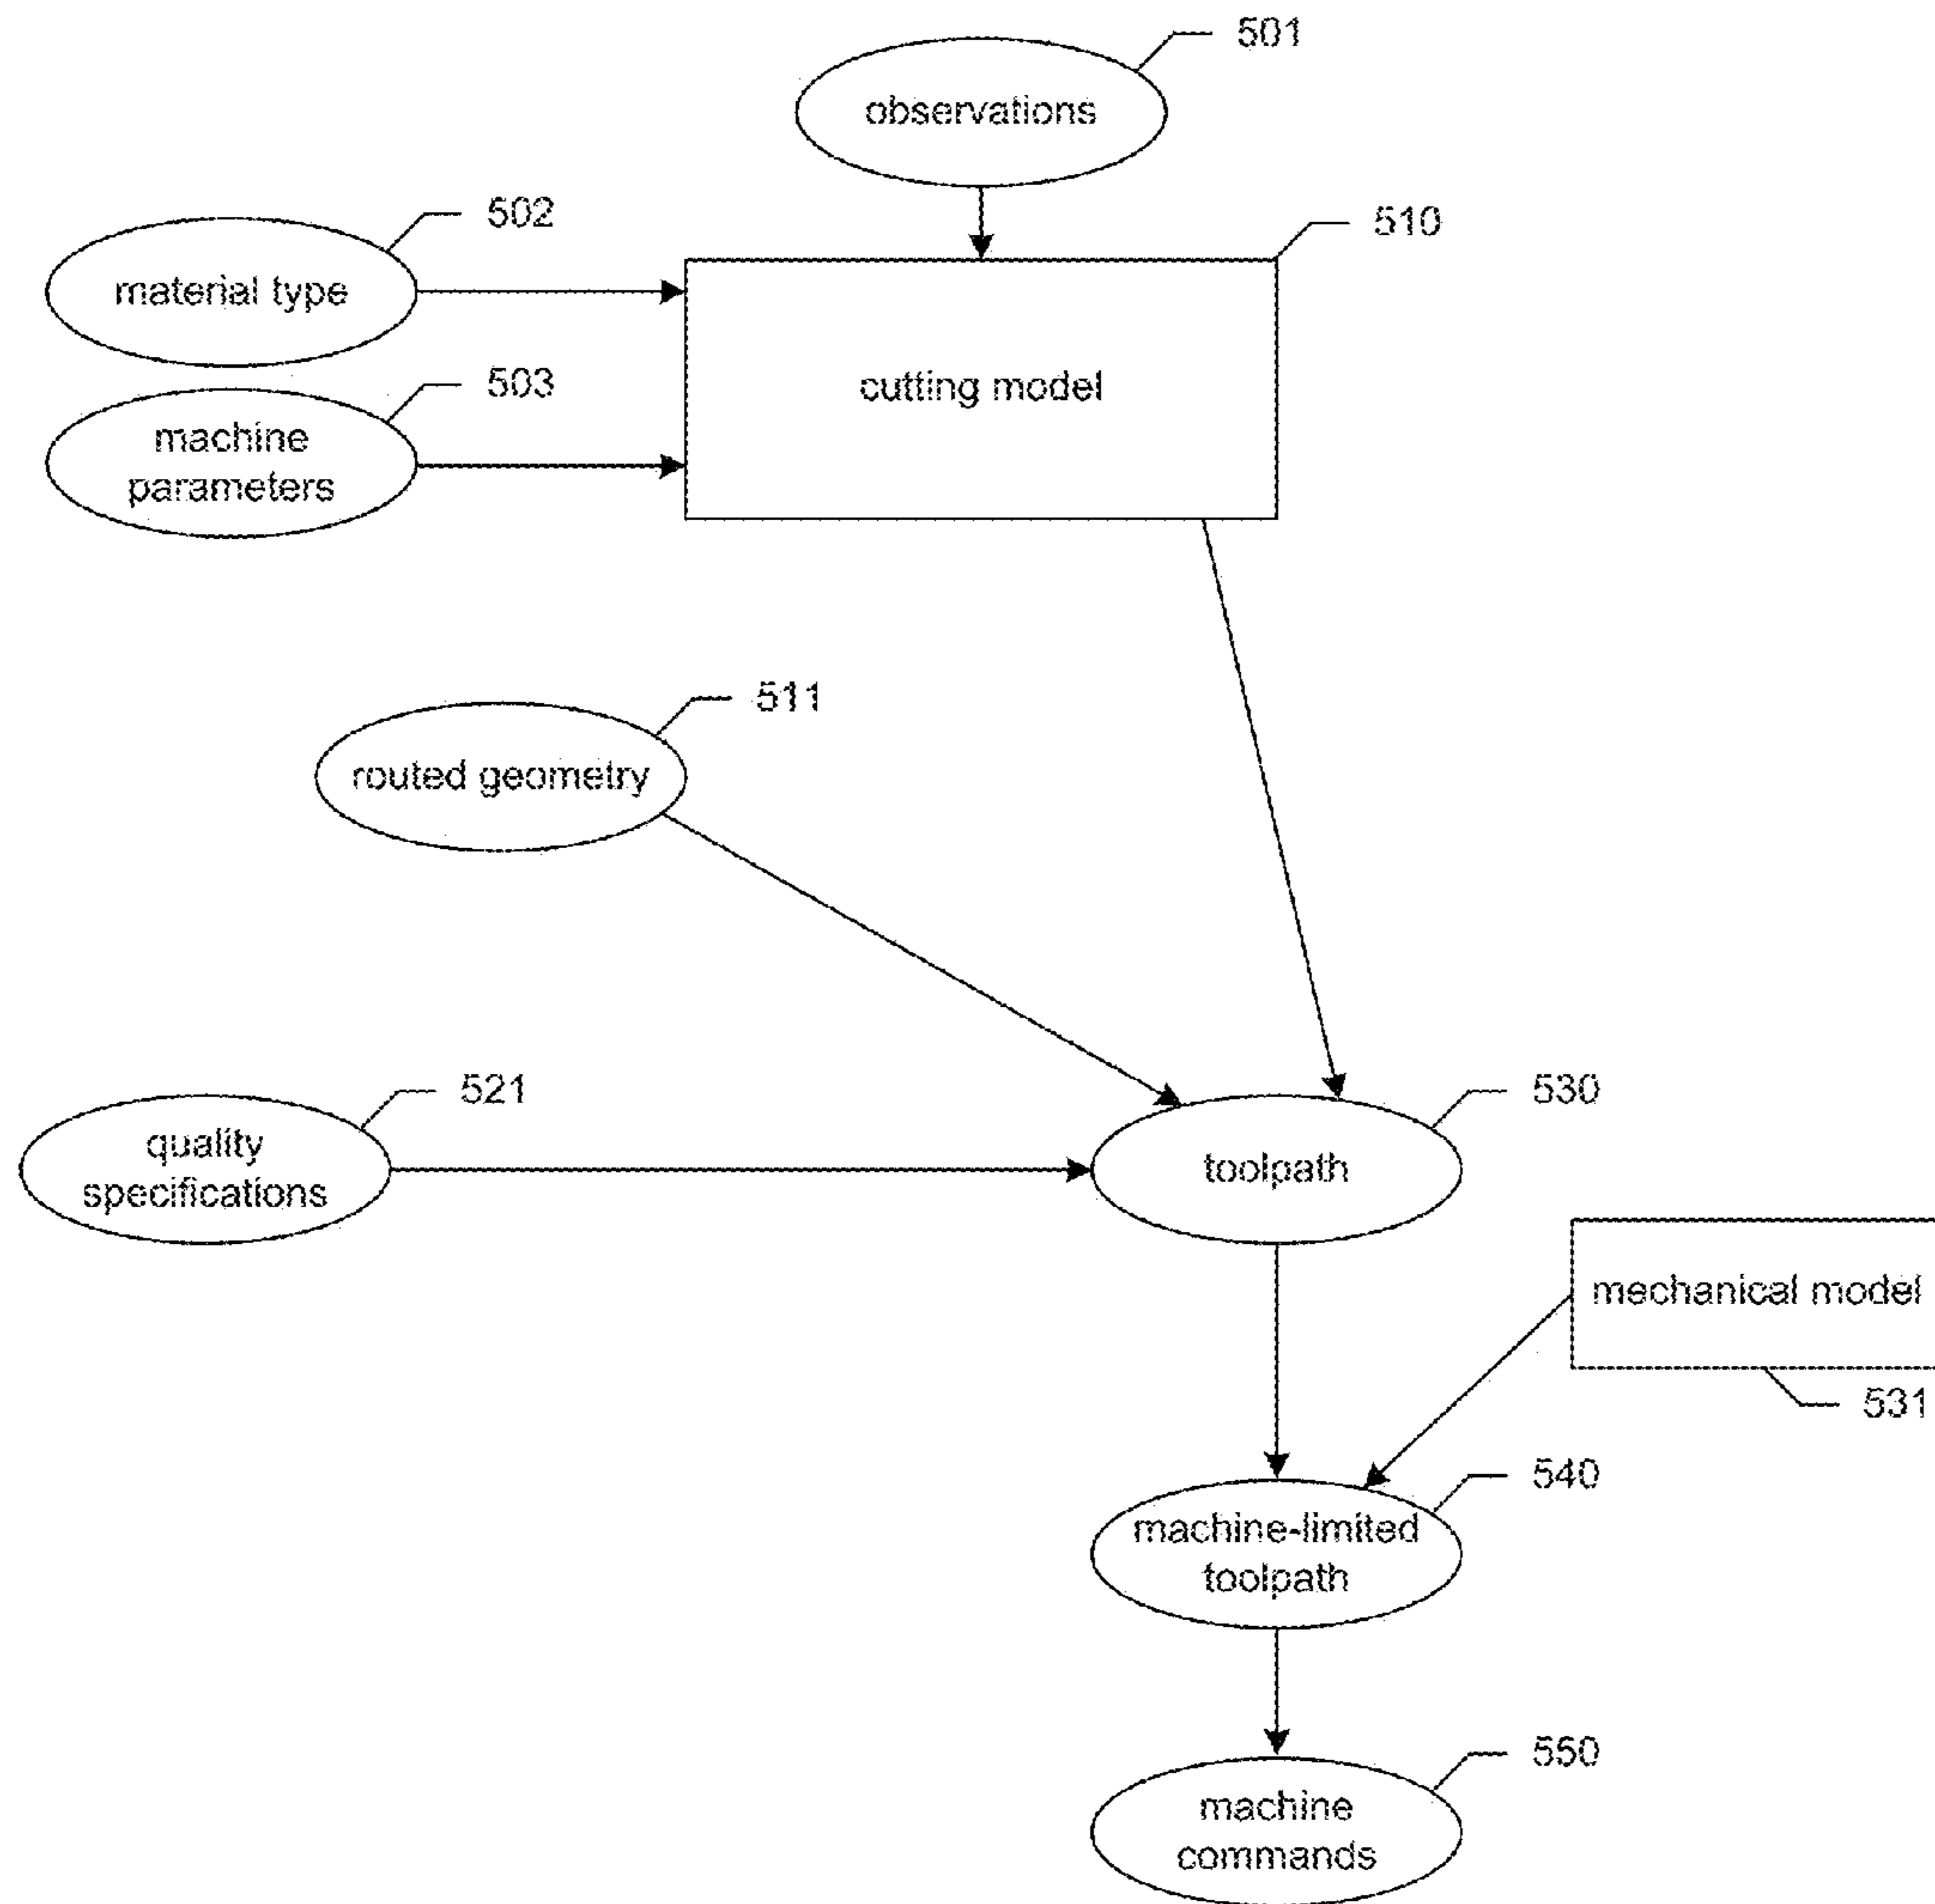 501
observations
502
510
material type
503
cutting model
machine
parameters
511
routed geometry
521
530
quality
specifications
toolpath
mechanical model
531
540
machine-limited
toolpath
550
machine
commands